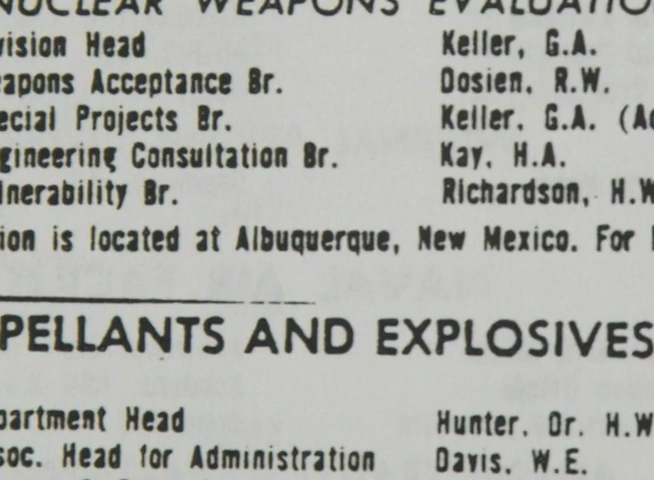 NUCLEAR WEAPONS EVALUATIO
vision Head Keller, G.A.
eapons Acceptance Br. Dosien, R.W.
ecial Projects Br. Keller, G.A. (Ac
gineering Consultation Br. Kay, H.A.
lnerability Br. Richardson, H.W
ion is located at Albuquerque, New Mexico. For
PELLANTS AND EXPLOSIVES
partment Head Hunter, Dr. H.W
soc. Head for Administration Davis, W.E.